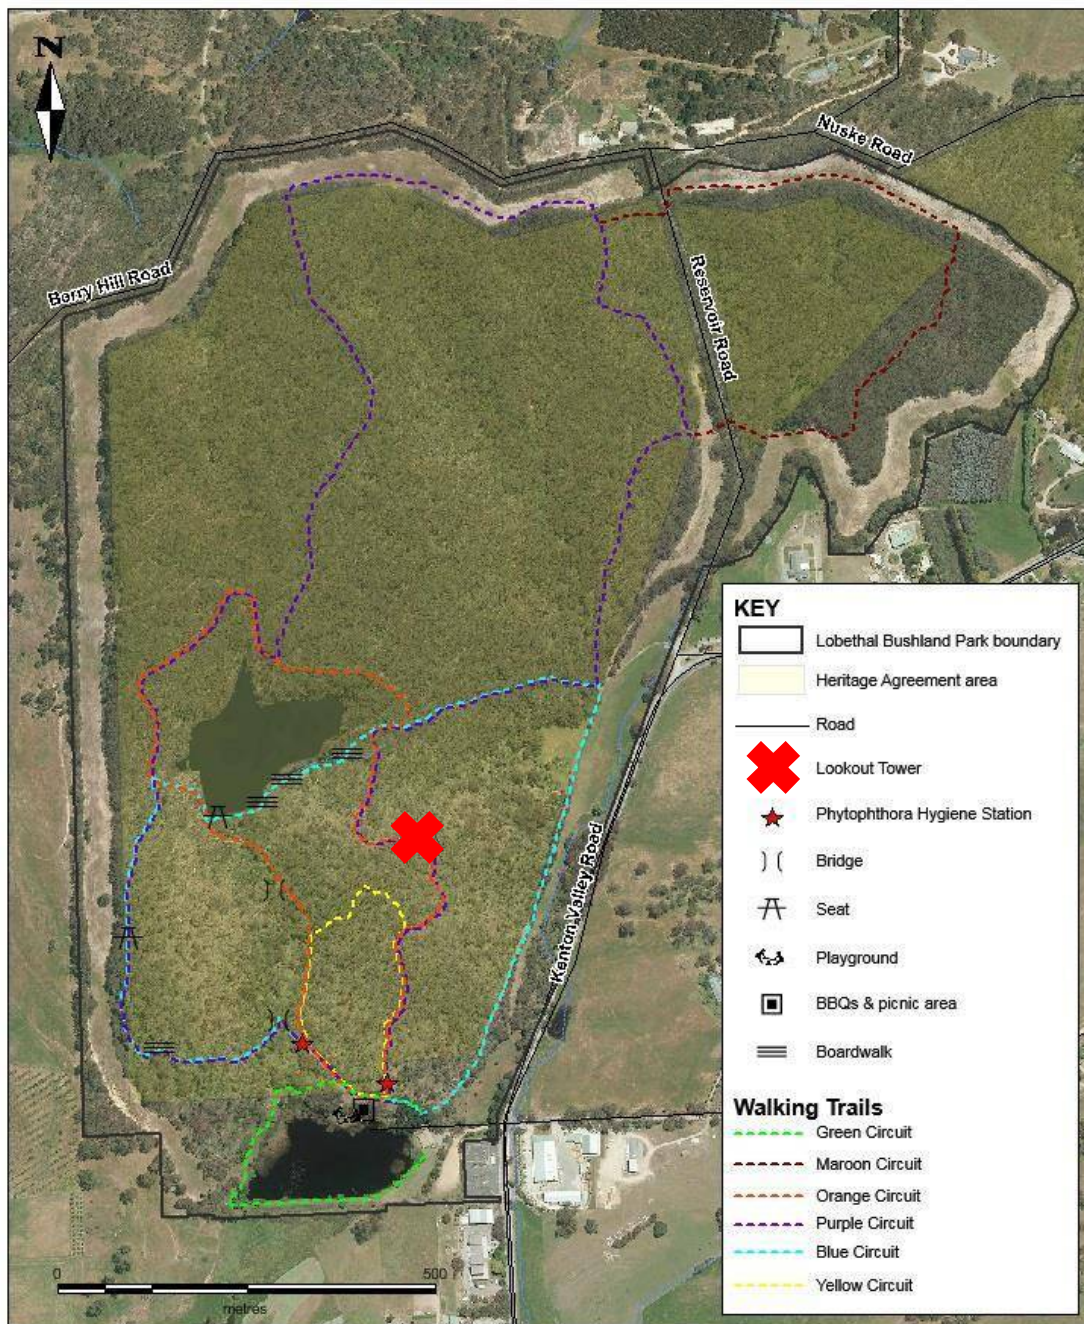 N
Nuske Road
Berry Hill Road
Reservoir Road
Kenton Valley Road
KEY
Lobethal Bushland Park boundary
Heritage Agreement area
Road
Lookout Tower
Phytophthora Hygiene Station
Bridge
Seat
Playground
BBQs & picnic area
Boardwalk
Walking Trails
Green Circuit
Maroon Circuit
Orange Circuit
Purple Circuit
Blue Circuit
Yellow Circuit
0 500
metres